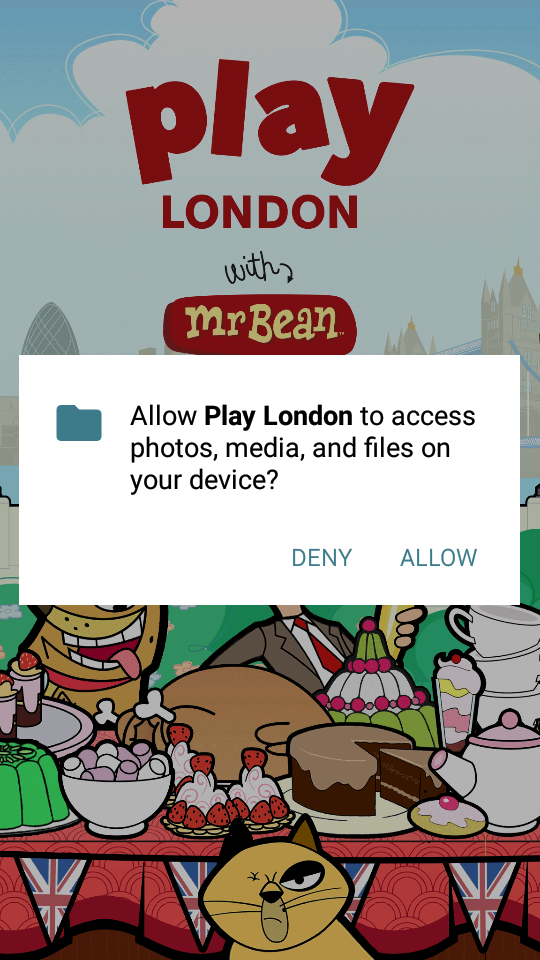 play
LONDON
with
mrBean™
Allow Play London to access
photos, media, and files on
your device?
DENY
ALLOW